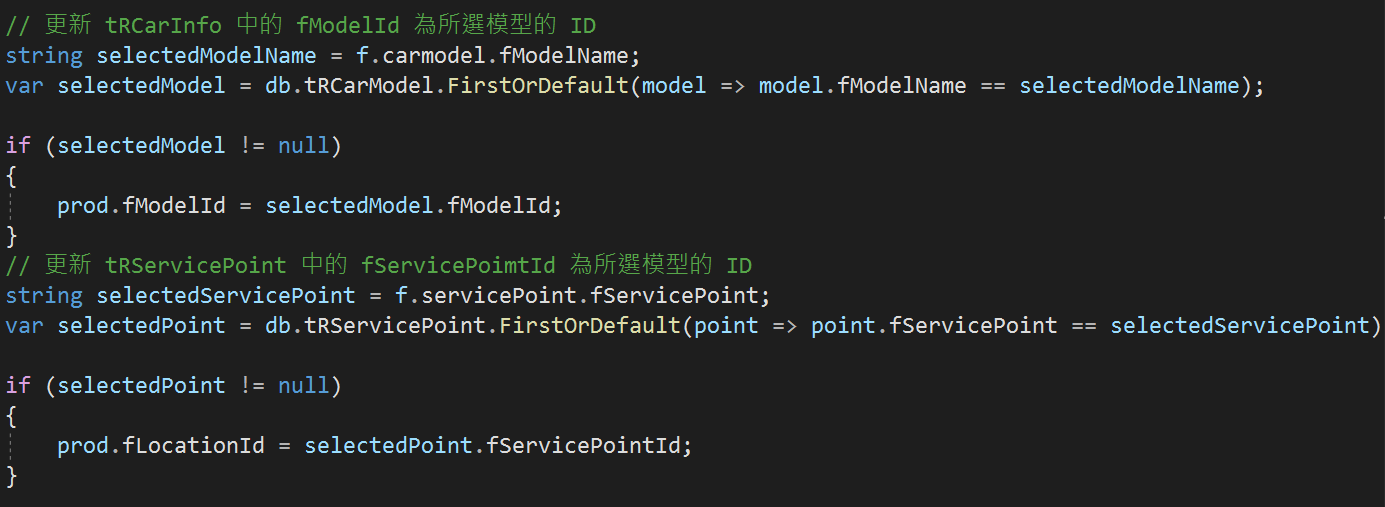 // 更新 tRCarInfo 中的 fModelId 為所選模型的 ID
string selectedModelName = f.carmodel.fModelName;
var selectedModel = db.tRCarModel.FirstOrDefault(model => model.fModelName == selectedModelName);
if (selectedModel != null)
{
prod.fModelId = selectedModel.fModelId;
}
// 更新 tRServicePoint 中的 fServicePoimtId 為所選模型的 ID
string selectedServicePoint = f.servicePoint.fServicePoint;
var selectedPoint = db.tRServicePoint.FirstOrDefault(point => point.fServicePoint == selectedServicePoint)
if (selectedPoint != null)
{
prod.fLocationId = selectedPoint.fServicePointId;
}